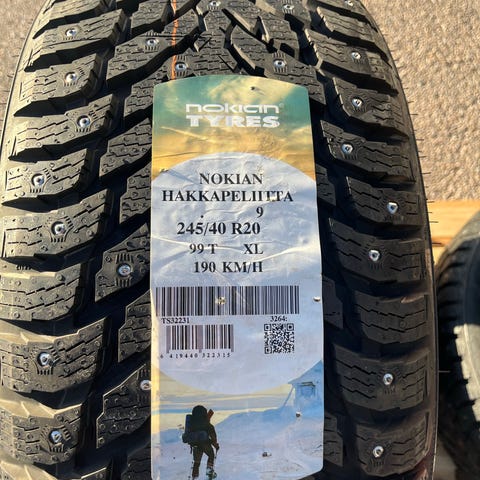 nokian
TYRES
NOKIAN
HAKKAPELIITTA
9
245/40 R20
99 T XL
190 KM/H
TS32231 3264:
6 419440 322315